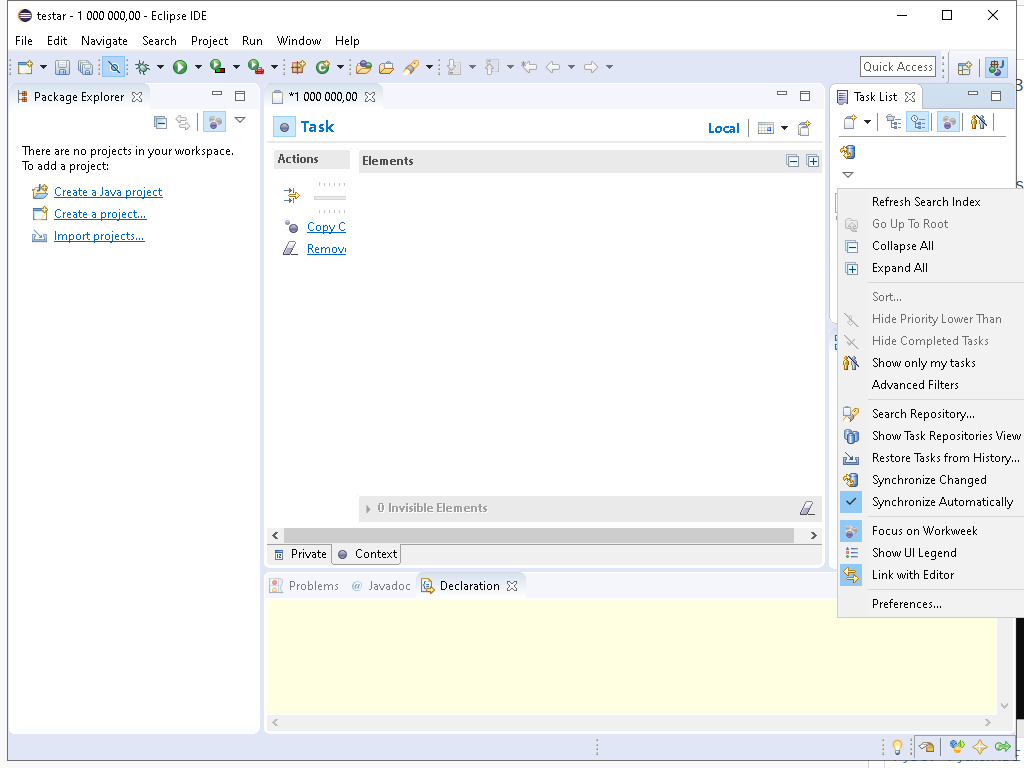 testar - 1 000 000,00 - Eclipse IDE
File Edit Navigate Search Project Run Window Help
Quick Access
Package Explorer
There are no projects in your workspace.
To add a project:
Create a Java project
Create a project...
Import projects...
*1 000 000,00
Task
Local
Actions
Elements
Copy C
Remov
0 Invisible Elements
Private Context
Problems @ Javadoc Declaration
Task List
Refresh Search Index
Go Up To Root
Collapse All
Expand All
Sort...
Hide Priority Lower Than
Hide Completed Tasks
Show only my tasks
Advanced Filters
Search Repository...
Show Task Repositories View
Restore Tasks from History...
Synchronize Changed
Synchronize Automatically
Focus on Workweek
Show UI Legend
Link with Editor
Preferences...